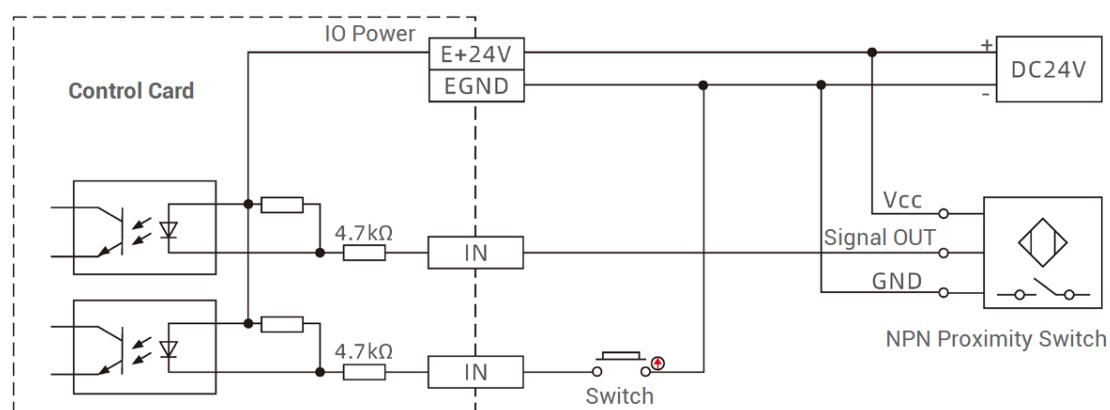 IO Power
E+24V
+
DC24V
EGND
-
Control Card
Vcc
4.7kΩ
IN
Signal OUT
GND
NPN Proximity Switch
4.7kΩ
IN
Switch